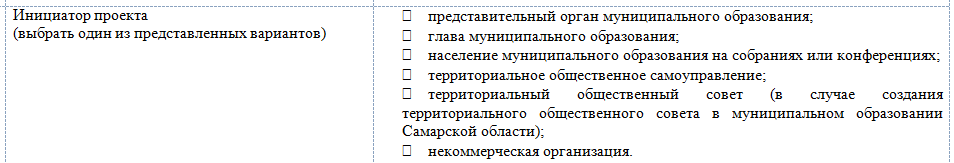 Инициатор проекта
(выбрать один из представленных вариантов)
☐ представительный орган муниципального образования;
☐ глава муниципального образования;
☐ население муниципального образования на собраниях или конференциях;
☐ территориальное общественное самоуправление;
☐ территориальный общественный совет (в случае создания
территориального общественного совета в муниципальном образовании
Самарской области);
☐ некоммерческая организация.